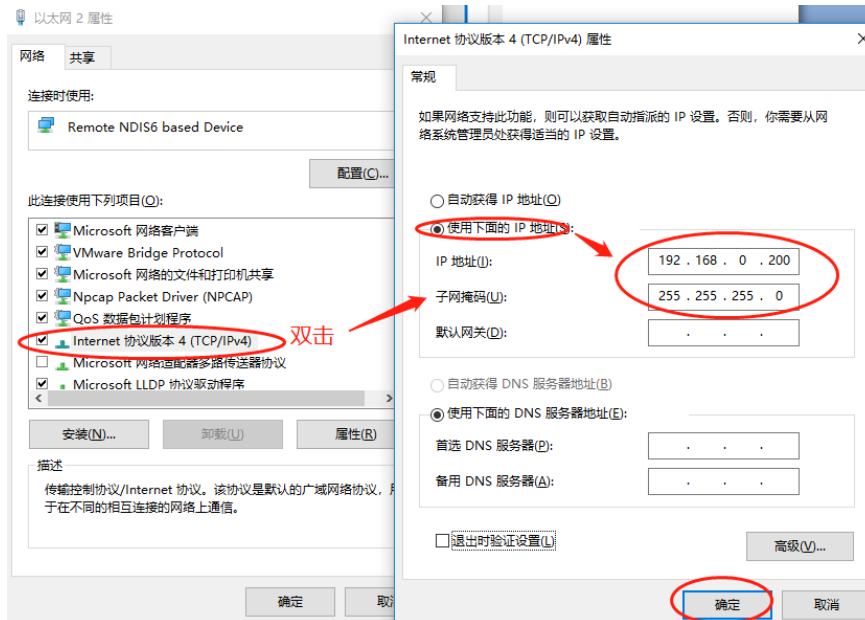 以太网 2 属性
网络
共享
连接时使用:
Remote NDIS6 based Device
配置(C)...
此连接使用下列项目(O):
Microsoft 网络客户端
VMware Bridge Protocol
Microsoft 网络的文件和打印机共享
Npcap Packet Driver (NPCAP)
QoS 数据包计划程序
Internet 协议版本 4 (TCP/IPv4)
双击
Microsoft 网络适配器多路传送器协议
Microsoft LLDP 协议驱动程序
安装(N)...
卸载(U)
属性(R)
描述
传输控制协议/Internet 协议。该协议是默认的广域网络协议，用
于在不同的相互连接的网络上通信。
确定
取消
Internet 协议版本 4 (TCP/IPv4) 属性
常规
如果网络支持此功能，则可以获取自动指派的 IP 设置。否则，你需要从网
络系统管理员处获得适当的 IP 设置。
自动获得 IP 地址(O)
使用下面的 IP 地址(S):
IP 地址(I):
192 . 168 . 0 . 200
子网掩码(U):
255 . 255 . 255 . 0
默认网关(D):
. . .
自动获得 DNS 服务器地址(B)
使用下面的 DNS 服务器地址(E):
首选 DNS 服务器(P):
. . .
备用 DNS 服务器(A):
. . .
退出时验证设置(L)
高级(V)...
确定
取消